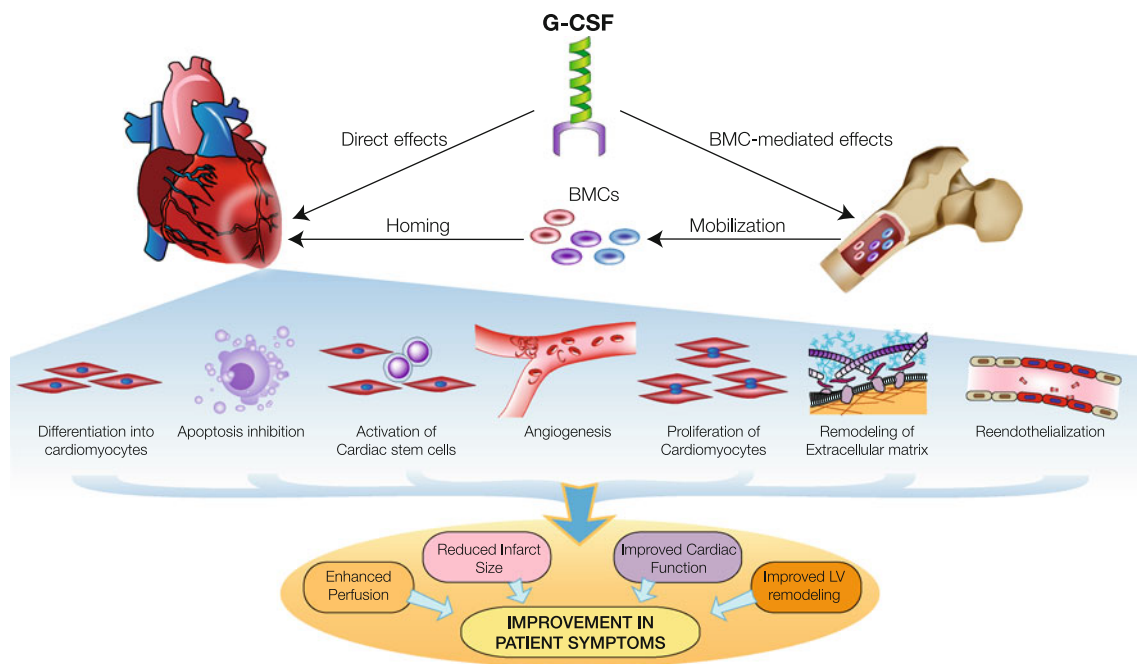 G-CSF
Direct effects
BMC-mediated effects
BMCs
Homing
Mobilization
Differentiation into
cardiomyocytes
Apoptosis inhibition
Activation of
Cardiac stem cells
Angiogenesis
Proliferation of
Cardiomyocytes
Remodeling of
Extracellular matrix
Reendothelialization
Enhanced
Perfusion
Reduced Infarct
Size
Improved Cardiac
Function
Improved LV
remodeling
IMPROVEMENT IN
PATIENT SYMPTOMS